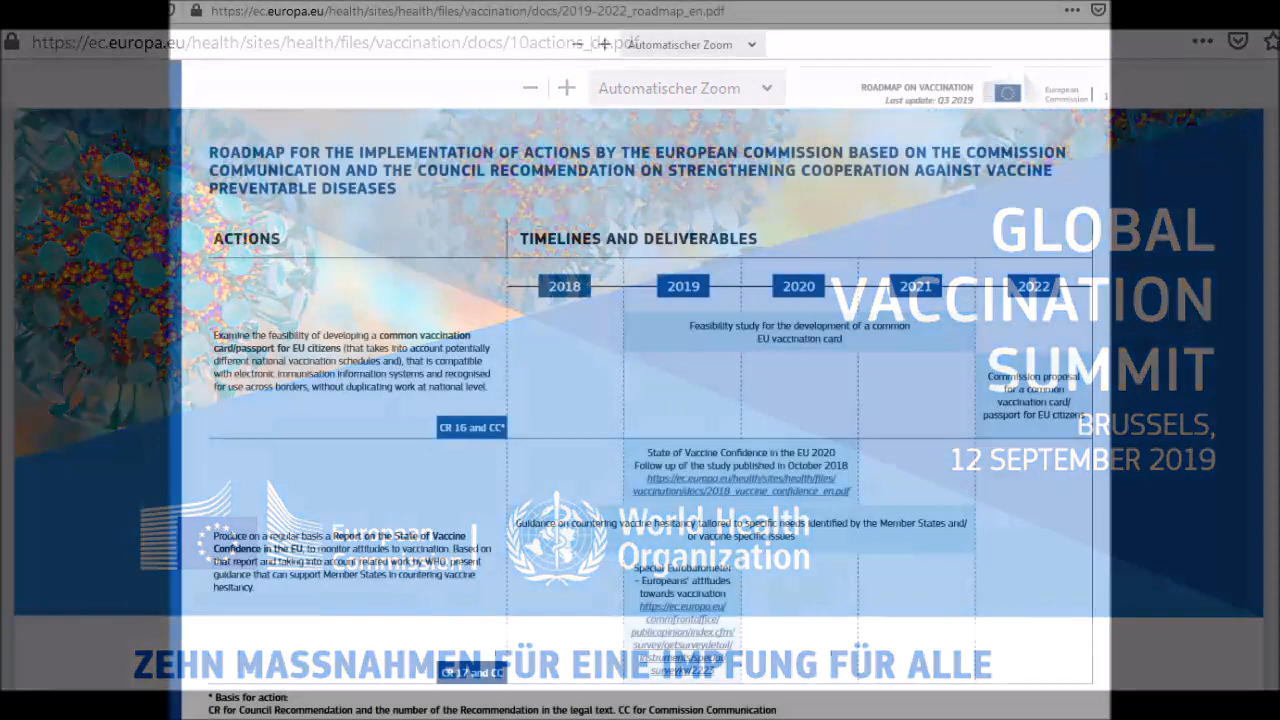 https://ec.europa.eu/health/sites/health/files/vaccination/docs/2019-2022_roadmap_en.pdf
https://ec.europa.eu/health/sites/health/files/vaccination/docs/10actions_de.pdf
Automatischer Zoom
Automatischer Zoom
ROADMAP ON VACCINATION
Last update: Q3 2019
European
Commission
1
ROADMAP FOR THE IMPLEMENTATION OF ACTIONS BY THE EUROPEAN COMMISSION BASED ON THE COMMISSION
COMMUNICATION AND THE COUNCIL RECOMMENDATION ON STRENGTHENING COOPERATION AGAINST VACCINE
PREVENTABLE DISEASES
ACTIONS
TIMELINES AND DELIVERABLES
2018
2019
2020
2021
2022
Examine the feasibility of developing a common vaccination
card/passport for EU citizens (that takes into account potentially
different national vaccination schedules and), that is compatible
with electronic immunisation information systems and recognised
for use across borders, without duplicating work at national level.
CR 16 and CC*
Feasibility study for the development of a common
EU vaccination card
Commission proposal
for a common
vaccination card/
passport for EU citizens
GLOBAL
VACCINATION
SUMMIT
BRUSSELS,
12 SEPTEMBER 2019
State of Vaccine Confidence in the EU 2020
Follow up of the study published in October 2018
https://ec.europa.eu/health/sites/health/files/
vaccination/docs/2018_vaccine_confidence_en.pdf
Guidance on countering vaccine hesitancy tailored to specific needs identified by the Member States and/
or vaccine specific issues
European
Commission
World Health
Organization
Produce on a regular basis a Report on the State of Vaccine
Confidence in the EU, to monitor attitudes to vaccination. Based on
that report and taking into account related work by WHO, present
guidance that can support Member States in countering vaccine
hesitancy.
Special Eurobarometer
– Europeans' attitudes
towards vaccination
https://ec.europa.eu/
commfrontoffice/
publicopinion/index.cfm/
survey/getsurveydetail/
instruments/special/
CR 17 and CC
ZEHN MASSNAHMEN FÜR EINE IMPFUNG FÜR ALLE
* Basis for action:
CR for Council Recommendation and the number of the Recommendation in the legal text. CC for Commission Communication